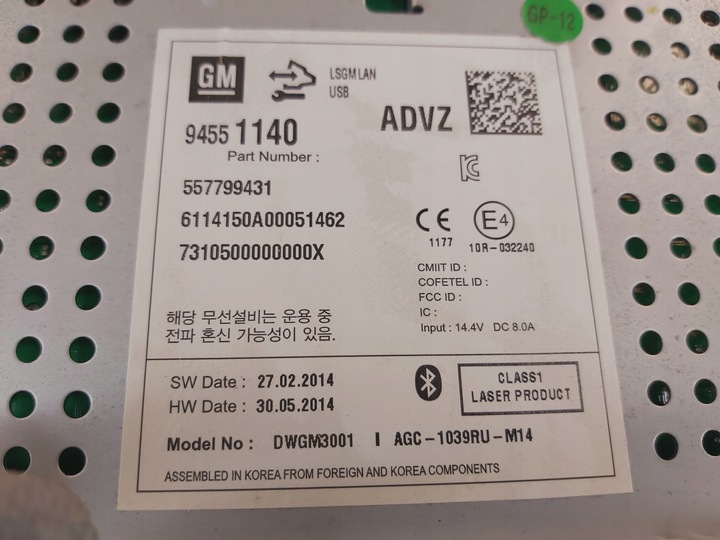 GP-12
GM
LSGMLAN
USB
9455 1140
ADVZ
Part Number :
557799431
6114150A00051462
7310500000000X
CE
1177
E4
10R-032240
CMIIT ID :
COFETEL ID :
FCC ID :
IC :
Input : 14.4V DC 8.0A
해당 무선설비는 운용 중
전파 혼신 가능성이 있음.
SW Date : 27.02.2014
HW Date : 30.05.2014
CLASS1
LASER PRODUCT
Model No : DWGM3001 I AGC-1039RU-M14
ASSEMBLED IN KOREA FROM FOREIGN AND KOREA COMPONENTS